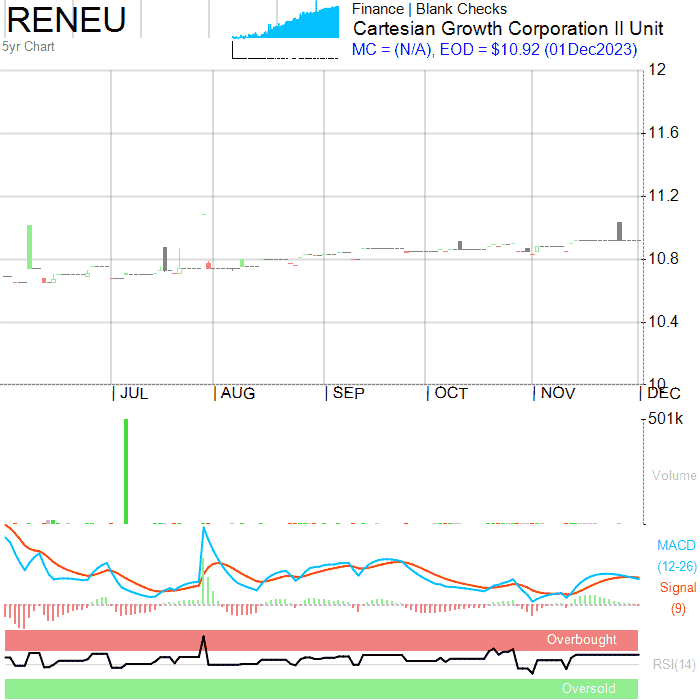 RENEU
5yr Chart
Finance | Blank Checks
Cartesian Growth Corporation II Unit
MC = (N/A), EOD = $10.92 (01Dec2023)
12
11.6
11.2
10.8
10.4
10
JUL AUG SEP OCT NOV DEC
501k
Volume
MACD
(12-26)
Signal
(9)
Overbought
RSI(14)
Oversold